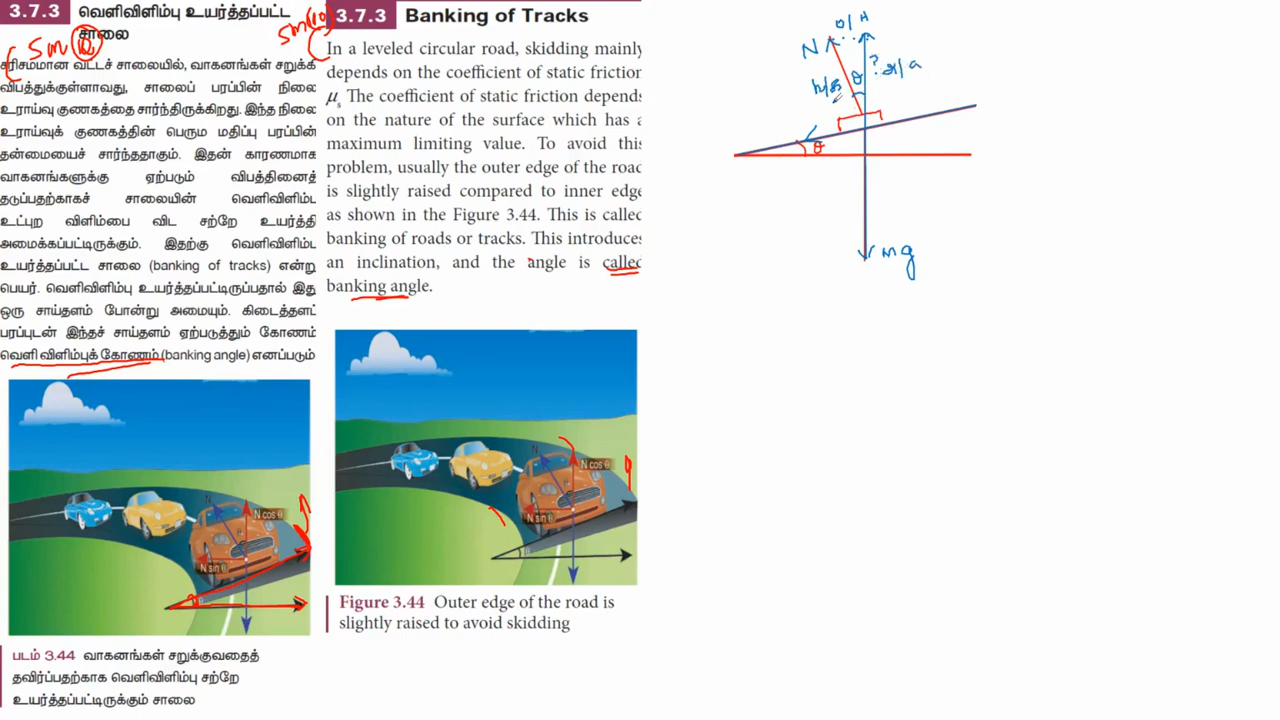 3.7.3 வெளிவிளிம்பு உயர்த்தப்பட்ட
சாலை
5m
சரிசமமான வட்டச் சாலையில், வாகனங்கள் சறுக்கி
விபத்துக்குள்ளாவது, சாலைப் பரப்பின் நிலை
உராய்வு குணகத்தை சார்ந்திருக்கிறது. இந்த நிலை
உராய்வுக் குணகத்தின் பெரும மதிப்பு பரப்பின்
தன்மையைச் சார்ந்ததாகும். இதன் காரணமாக
வாகனங்களுக்கு ஏற்படும் விபத்தினைத்
தடுப்பதற்காகச் சாலையின் வெளிவிளிம்பு
உட்புற விளிம்பை விட சற்றே உயர்த்தி
அமைக்கப்பட்டிருக்கும். இதற்கு வெளிவிளிம்பு
உயர்த்தப்பட்ட சாலை (banking of tracks) என்று
பெயர். வெளிவிளிம்பு உயர்த்தப்பட்டிருப்பதால் இது
ஒரு சாய்தளம் போன்று அமையும். கிடைத்தளப்
பரப்புடன் இந்தச் சாய்தளம் ஏற்படுத்தும் கோணம்
வெளி விளிம்புக் கோணம் (banking angle) எனப்படும்
N
N cos θ
N sin θ
படம் 3.44 வாகனங்கள் சறுக்குவதைத்
தவிர்ப்பதற்காக வெளிவிளிம்பு சற்றே
உயர்த்தப்பட்டிருக்கும் சாலை
3.7.3 Banking of Tracks
5m
In a leveled circular road, skidding mainly
depends on the coefficient of static friction
μs The coefficient of static friction depends
on the nature of the surface which has a
maximum limiting value. To avoid this
problem, usually the outer edge of the road
is slightly raised compared to inner edge
as shown in the Figure 3.44. This is called
banking of roads or tracks. This introduces
an inclination, and the angle is called
banking angle.
N
N cos θ
N sin θ
Figure 3.44 Outer edge of the road is
slightly raised to avoid skidding
N
?
θ
θ
mg